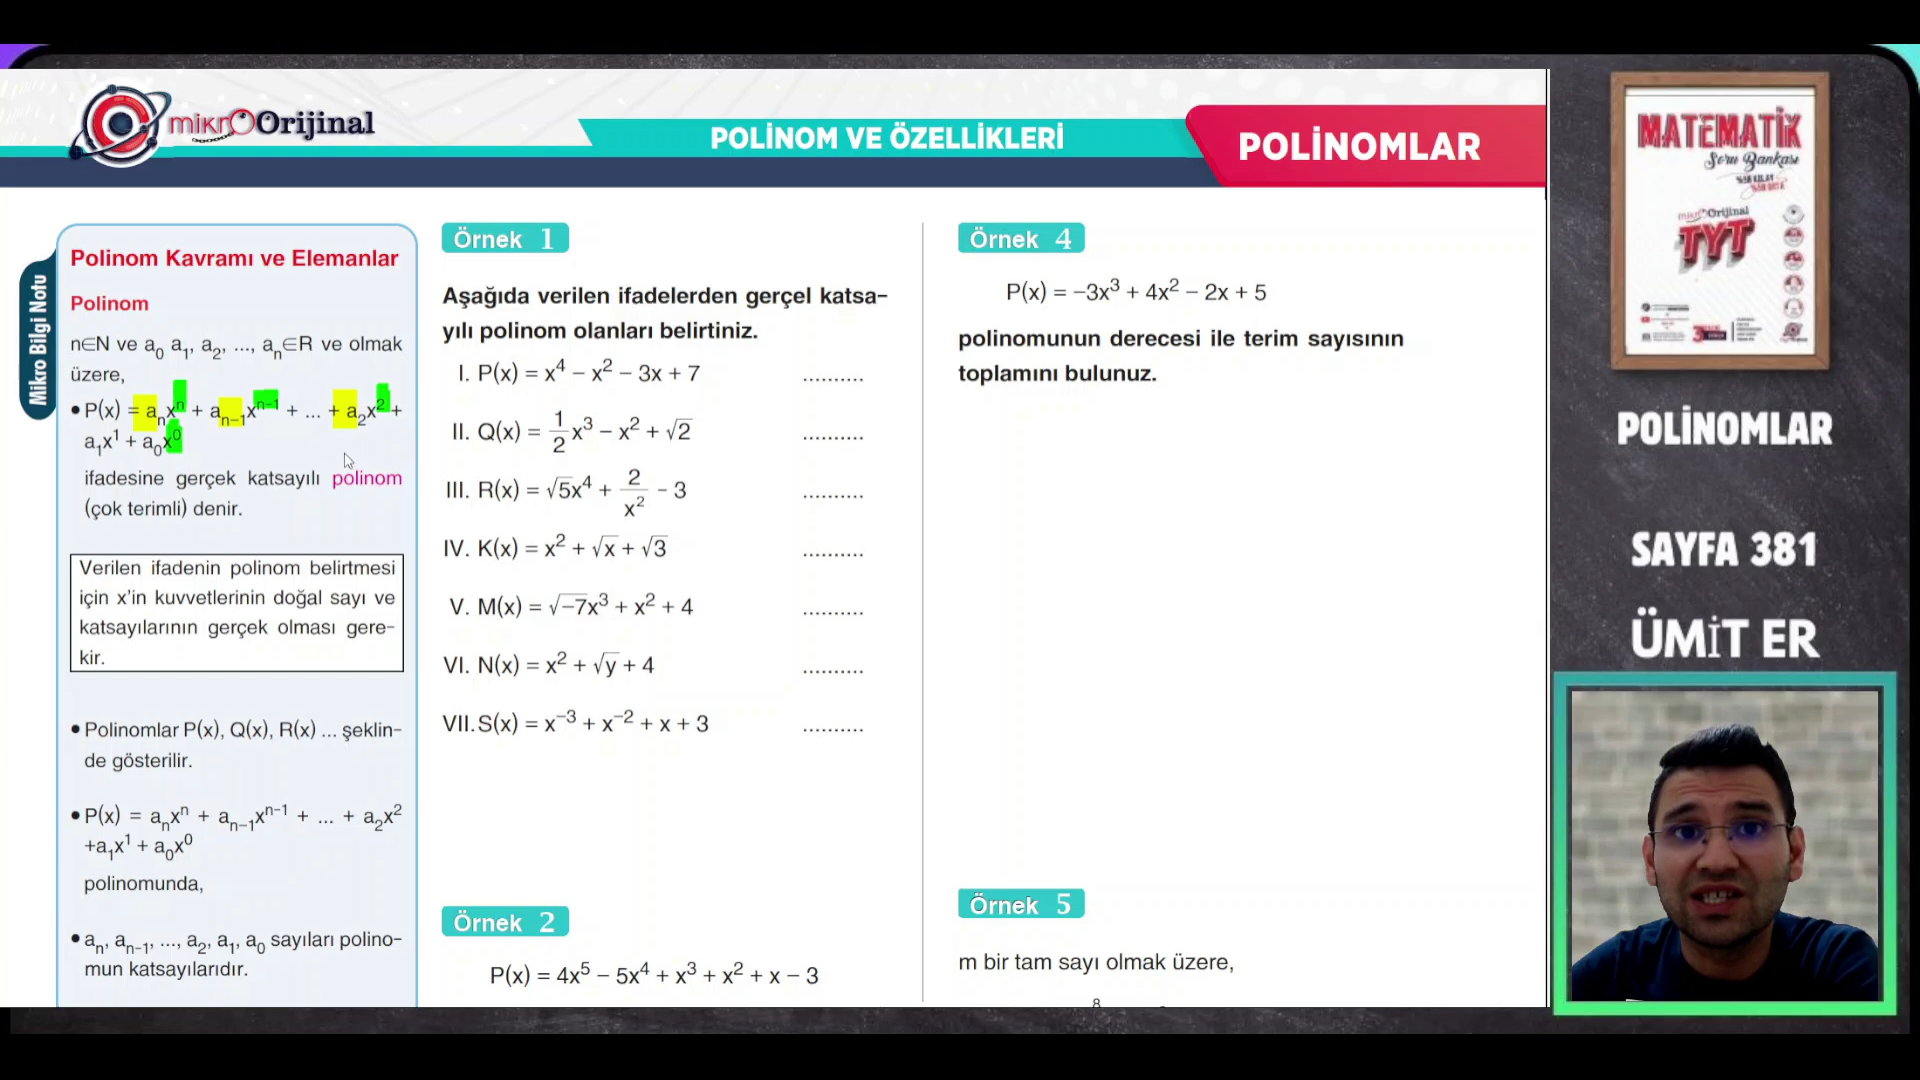 mikroOrijinal
POLİNOM VE ÖZELLİKLERİ
POLİNOMLAR
Mikro Bilgi Notu
Polinom Kavramı ve Elemanlar
Polinom
n∈N ve a₀ a₁, a₂, ..., aₙ∈R ve olmak
üzere,
• P(x) = aₙxⁿ + aₙ₋₁xⁿ⁻¹ + ... + a₂x² +
a₁x¹ + a₀x⁰
ifadesine gerçek katsayılı polinom
(çok terimli) denir.
Verilen ifadenin polinom belirtmesi
için x'in kuvvetlerinin doğal sayı ve
katsayılarının gerçek olması gere-
kir.
• Polinomlar P(x), Q(x), R(x) ... şeklin-
de gösterilir.
• P(x) = aₙxⁿ + aₙ₋₁xⁿ⁻¹ + ... + a₂x²
+a₁x¹ + a₀x⁰
polinomunda,
• aₙ, aₙ₋₁, ..., a₂, a₁, a₀ sayıları polino-
mun katsayılarıdır.
Örnek 1
Aşağıda verilen ifadelerden gerçel katsa-
yılı polinom olanları belirtiniz.
I. P(x) = x⁴ – x² – 3x + 7 ..........
II. Q(x) = 1/2 x³ – x² + √2 ..........
III. R(x) = √5x⁴ + 2/x² - 3 ..........
IV. K(x) = x² + √x + √3 ..........
V. M(x) = √-7x³ + x² + 4 ..........
VI. N(x) = x² + √y + 4 ..........
VII. S(x) = x⁻³ + x⁻² + x + 3 ..........
Örnek 2
P(x) = 4x⁵ – 5x⁴ + x³ + x² + x – 3
Örnek 4
P(x) = –3x³ + 4x² – 2x + 5
polinomunun derecesi ile terim sayısının
toplamını bulunuz.
Örnek 5
m bir tam sayı olmak üzere,
8
MATEMATİK
Soru Bankası
mikroOrijinal
TYT
POLİNOMLAR
SAYFA 381
ÜMİT ER